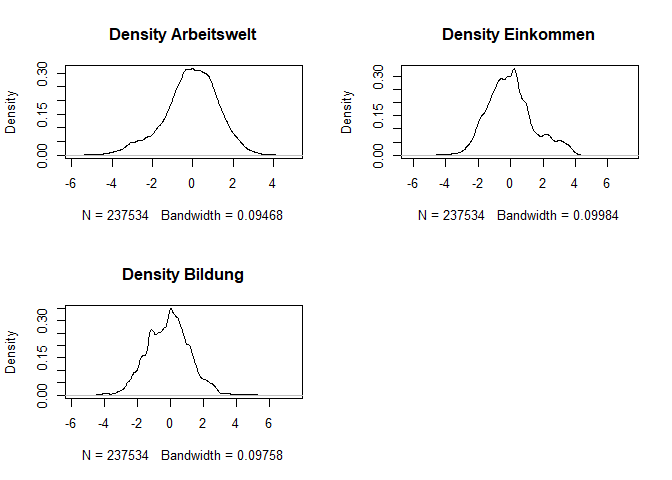 Density Arbeitswelt
Density
0.00 0.15 0.30
-6 -4 -2 0 2 4
N = 237534 Bandwidth = 0.09468
Density Einkommen
Density
0.00 0.15 0.30
-6 -4 -2 0 2 4 6
N = 237534 Bandwidth = 0.09984
Density Bildung
Density
0.00 0.15 0.30
-6 -4 -2 0 2 4 6
N = 237534 Bandwidth = 0.09758